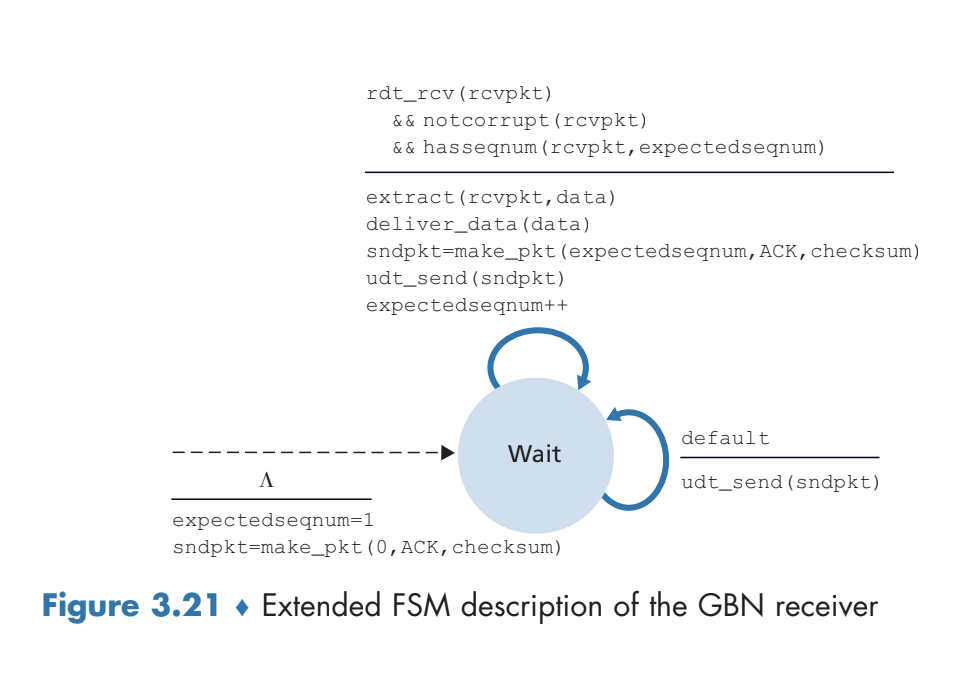 rdt_rcv(rcvpkt)
&& notcorrupt(rcvpkt)
&& hasseqnum(rcvpkt,expectedseqnum)
extract(rcvpkt,data)
deliver_data(data)
sndpkt=make_pkt(expectedseqnum,ACK,checksum)
udt_send(sndpkt)
expectedseqnum++
Wait
default
udt_send(sndpkt)
Λ
expectedseqnum=1
sndpkt=make_pkt(0,ACK,checksum)
Figure 3.21 ♦ Extended FSM description of the GBN receiver